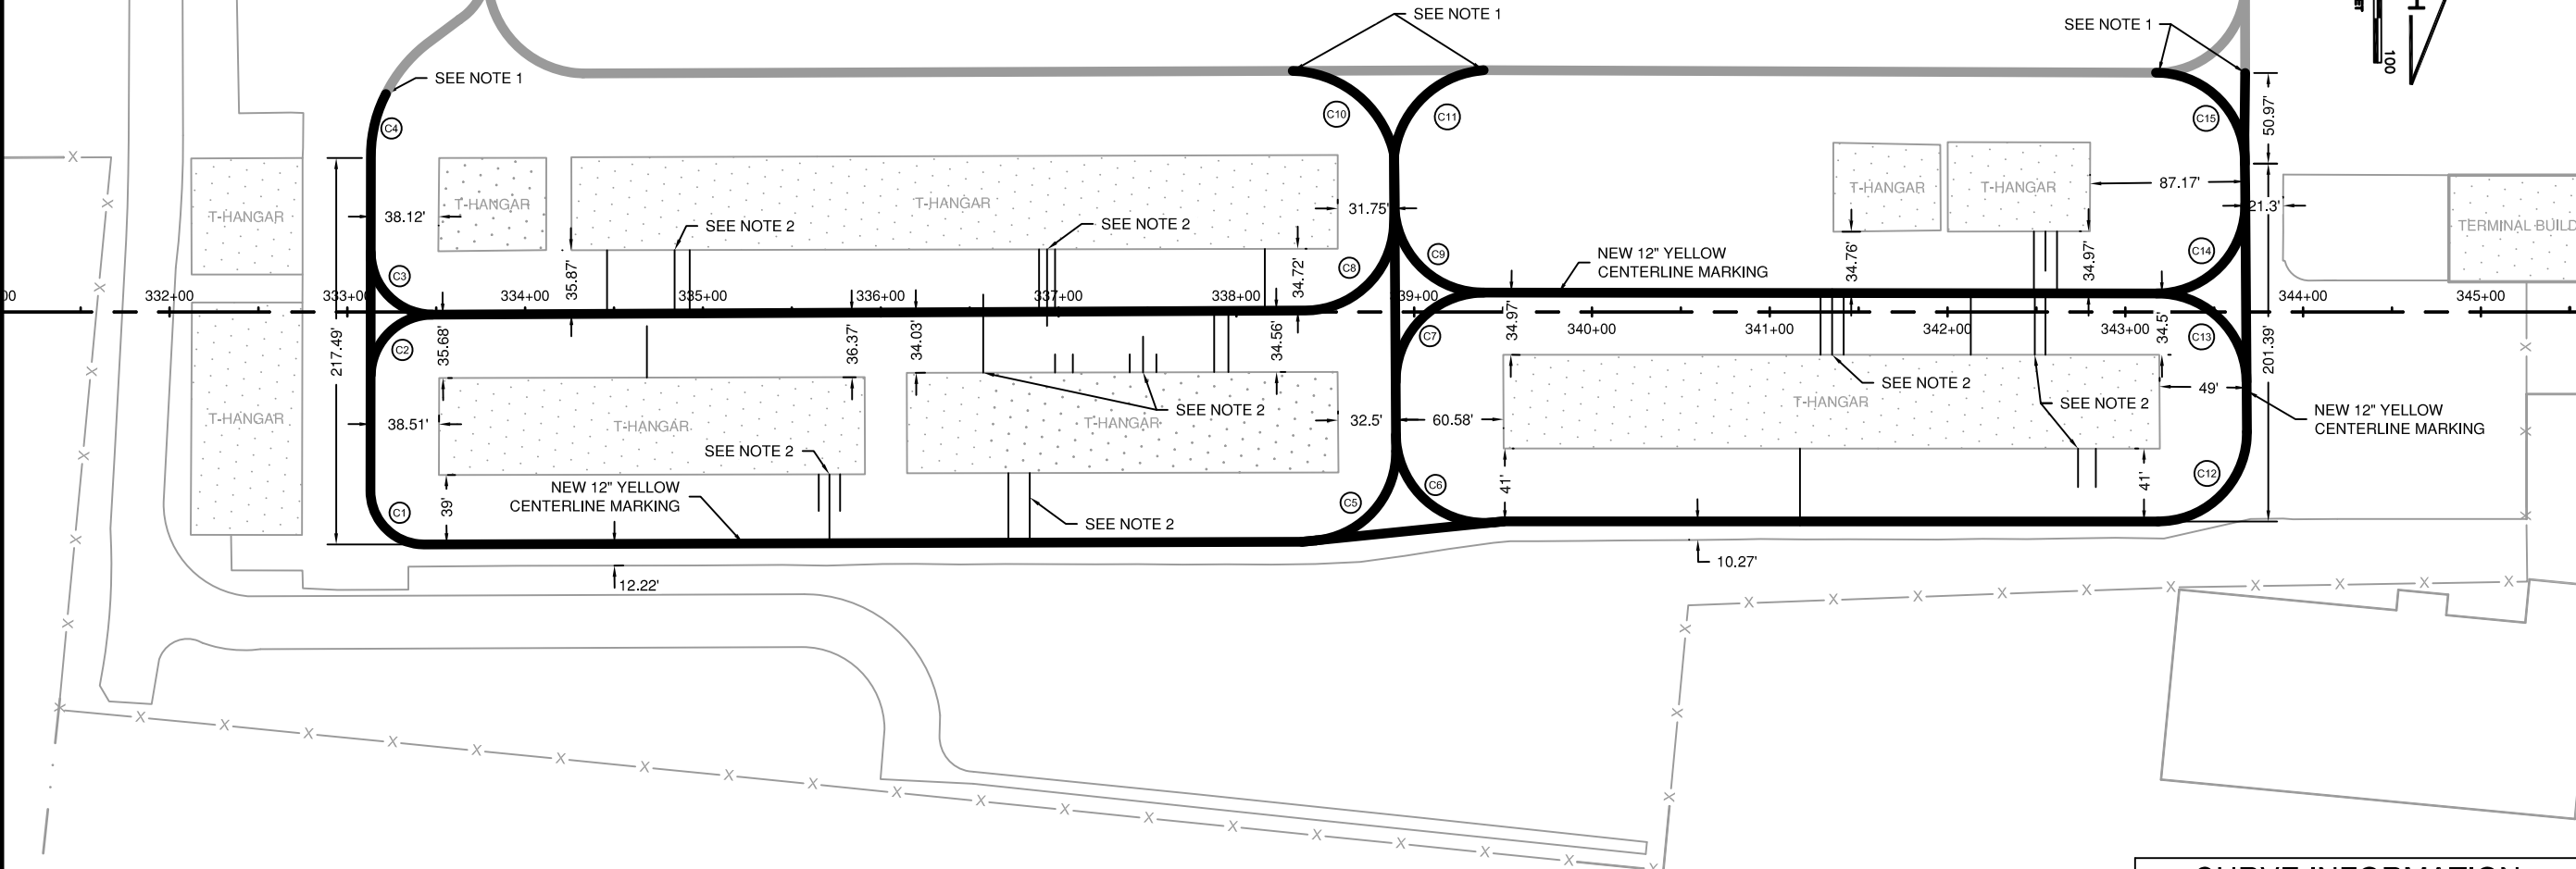 SEE NOTE 1
SEE NOTE 1
SEE NOTE 1
100
C4
C10
C11
C15
50.97'
T-HANGAR
T-HANGAR
T-HANGAR
T-HANGAR
T-HANGAR
87.17'
38.12'
31.75'
21.3'
SEE NOTE 2
SEE NOTE 2
TERMINAL BUILD
C3
C8
C9
C14
35.87'
34.72'
34.76'
34.97'
NEW 12" YELLOW
CENTERLINE MARKING
332+00
333+00
334+00
335+00
336+00
337+00
338+00
339+00
340+00
341+00
342+00
343+00
344+00
345+00
217.49'
C2
35.68'
36.37'
34.03'
34.56'
C7
34.97'
34.5'
C13
201.39'
SEE NOTE 2
49'
T-HANGAR
38.51'
T-HANGAR
T-HANGAR
SEE NOTE 2
32.5'
60.58'
T-HANGAR
SEE NOTE 2
NEW 12" YELLOW
CENTERLINE MARKING
SEE NOTE 2
NEW 12" YELLOW
CENTERLINE MARKING
C1
39'
C5
C6
41'
41'
C12
SEE NOTE 2
12.22'
10.27'
CURVE INFORMATION